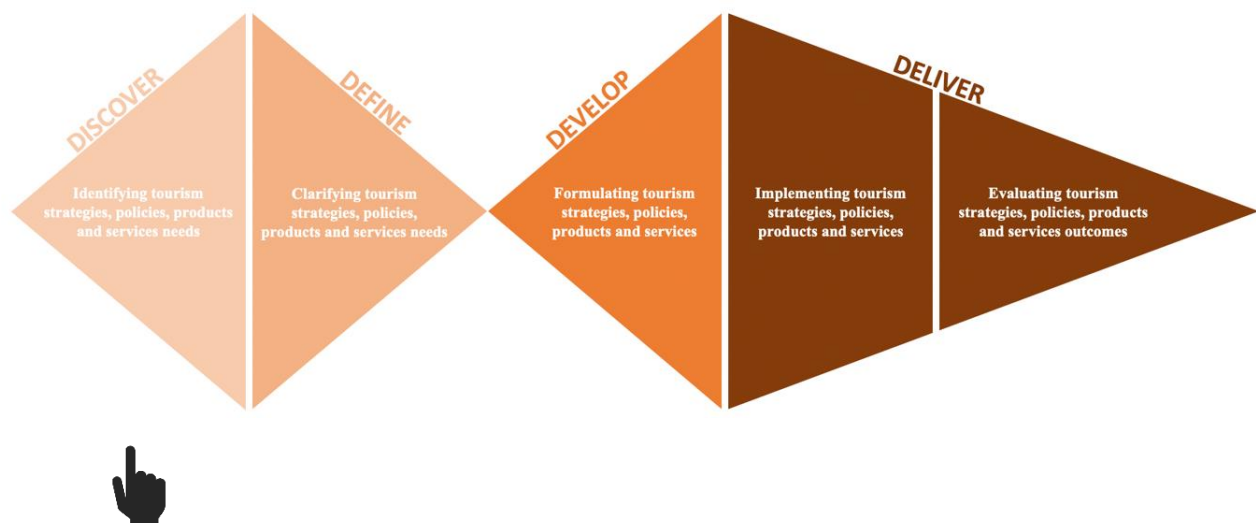 DISCOVER
Identifying tourism
strategies, policies, products
and services needs
DEFINE
Clarifying tourism
strategies, policies,
products and services needs
DEVELOP
Formulating tourism
strategies, policies,
products and services
DELIVER
Implementing tourism
strategies, policies,
products and services
Evaluating tourism
strategies, policies, products
and services outcomes